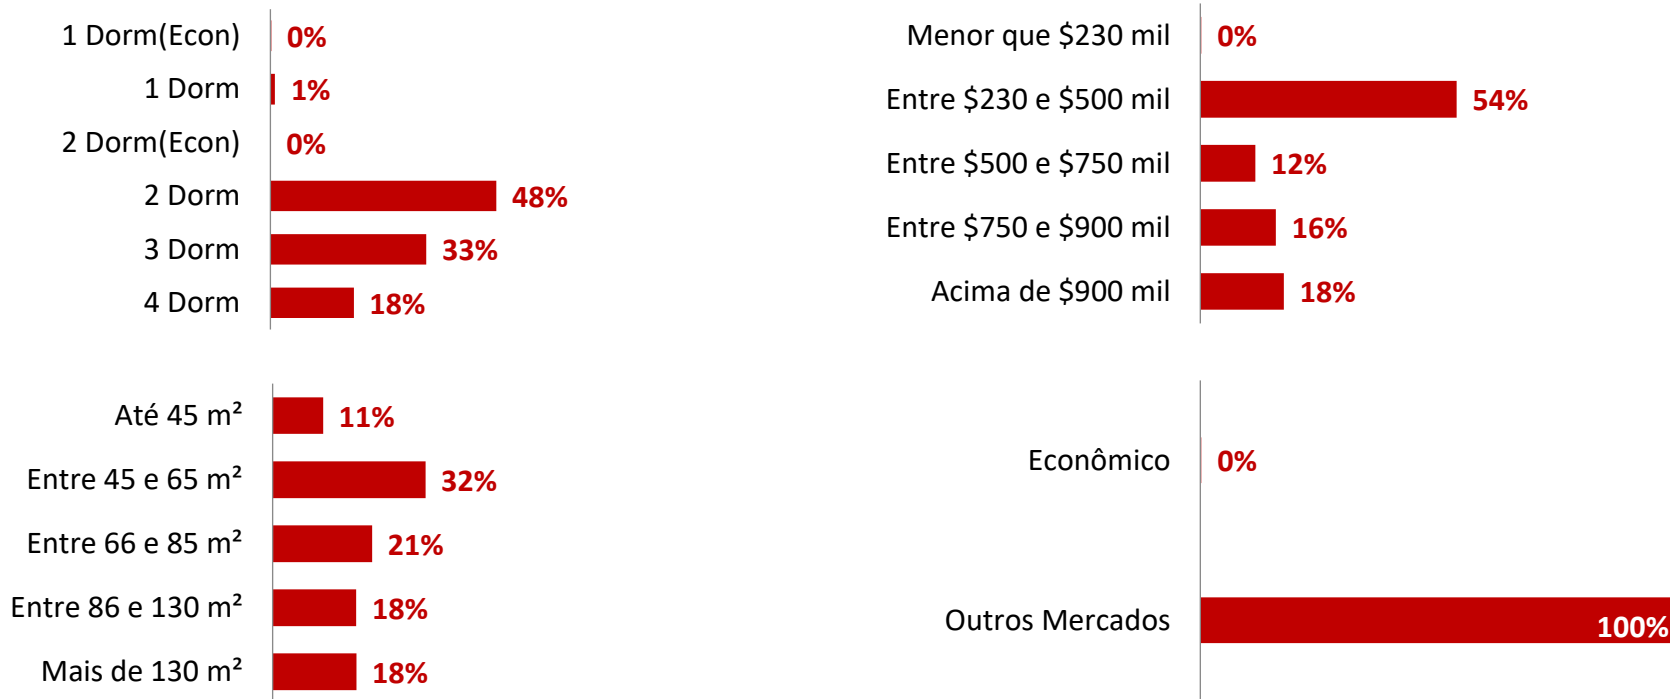 1 Dorm(Econ) 0%
1 Dorm 1%
2 Dorm(Econ) 0%
2 Dorm 48%
3 Dorm 33%
4 Dorm 18%
Menor que $230 mil 0%
Entre $230 e $500 mil 54%
Entre $500 e $750 mil 12%
Entre $750 e $900 mil 16%
Acima de $900 mil 18%
Até 45 m² 11%
Entre 45 e 65 m² 32%
Entre 66 e 85 m² 21%
Entre 86 e 130 m² 18%
Mais de 130 m² 18%
Econômico 0%
Outros Mercados 100%